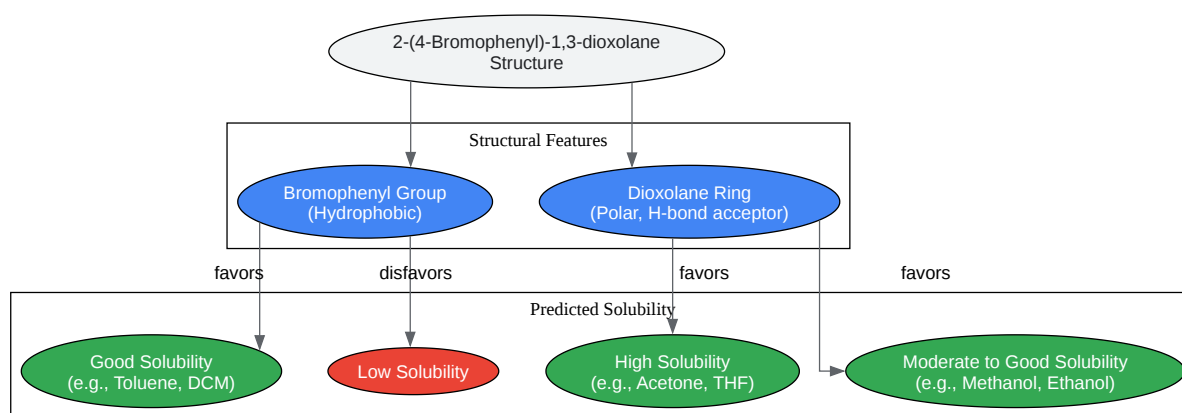 2-(4-Bromophenyl)-1,3-dioxolane
Structure
Structural Features
Bromophenyl Group
(Hydrophobic)
Dioxolane Ring
(Polar, H-bond acceptor)
favors
disfavors
favors
favors
Predicted Solubility
Good Solubility
(e.g., Toluene, DCM)
Low Solubility
High Solubility
(e.g., Acetone, THF)
Moderate to Good Solubility
(e.g., Methanol, Ethanol)